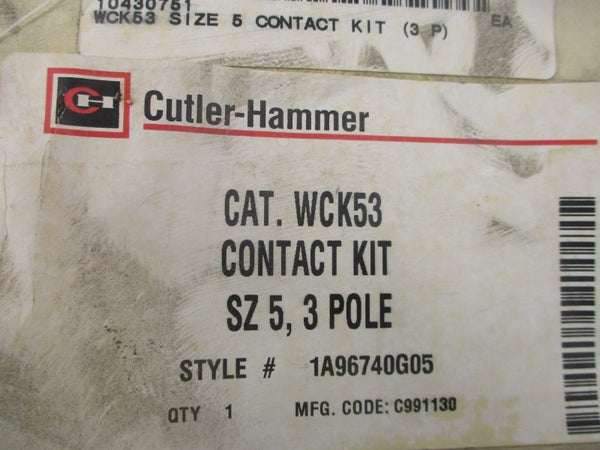 10430751
WCK53 SIZE 5 CONTACT KIT (3 P) EA
CH Cutler-Hammer
CAT. WCK53
CONTACT KIT
SZ 5, 3 POLE
STYLE # 1A96740G05
QTY 1 MFG. CODE: C991130